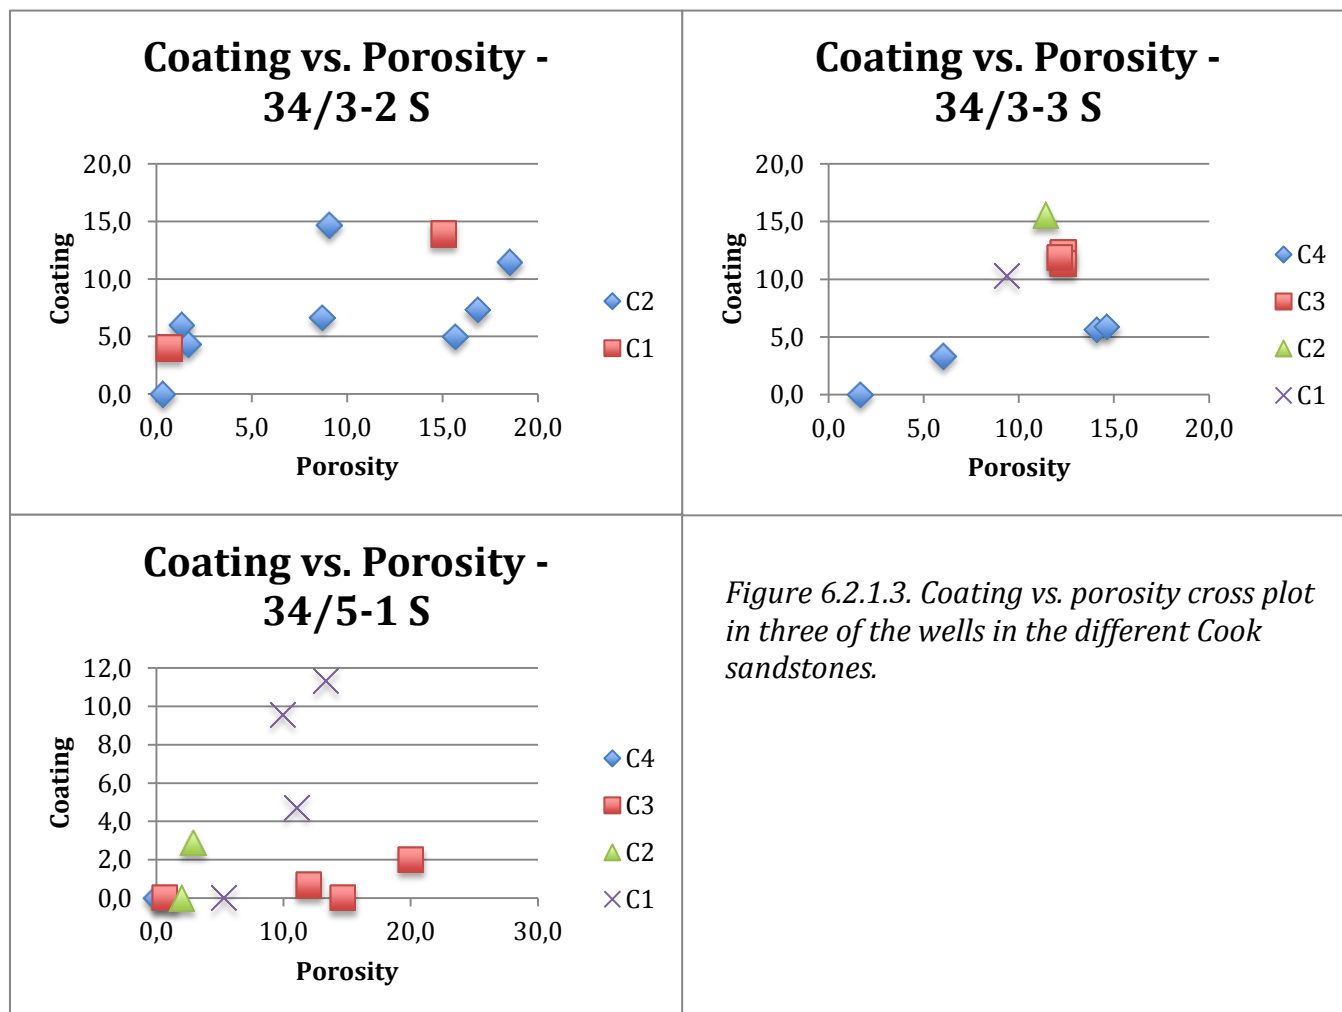 Coating vs. Porosity -
34/3-2 S
20,0
15,0
10,0
5,0
0,0
Coating
0,0 5,0 10,0 15,0 20,0
Porosity
C2
C1
Coating vs. Porosity -
34/3-3 S
20,0
15,0
10,0
5,0
0,0
Coating
0,0 5,0 10,0 15,0 20,0
Porosity
C4
C3
C2
C1
Coating vs. Porosity -
34/5-1 S
12,0
10,0
8,0
6,0
4,0
2,0
0,0
Coating
0,0 10,0 20,0 30,0
Porosity
C4
C3
C2
C1
Figure 6.2.1.3. Coating vs. porosity cross plot
in three of the wells in the different Cook
sandstones.